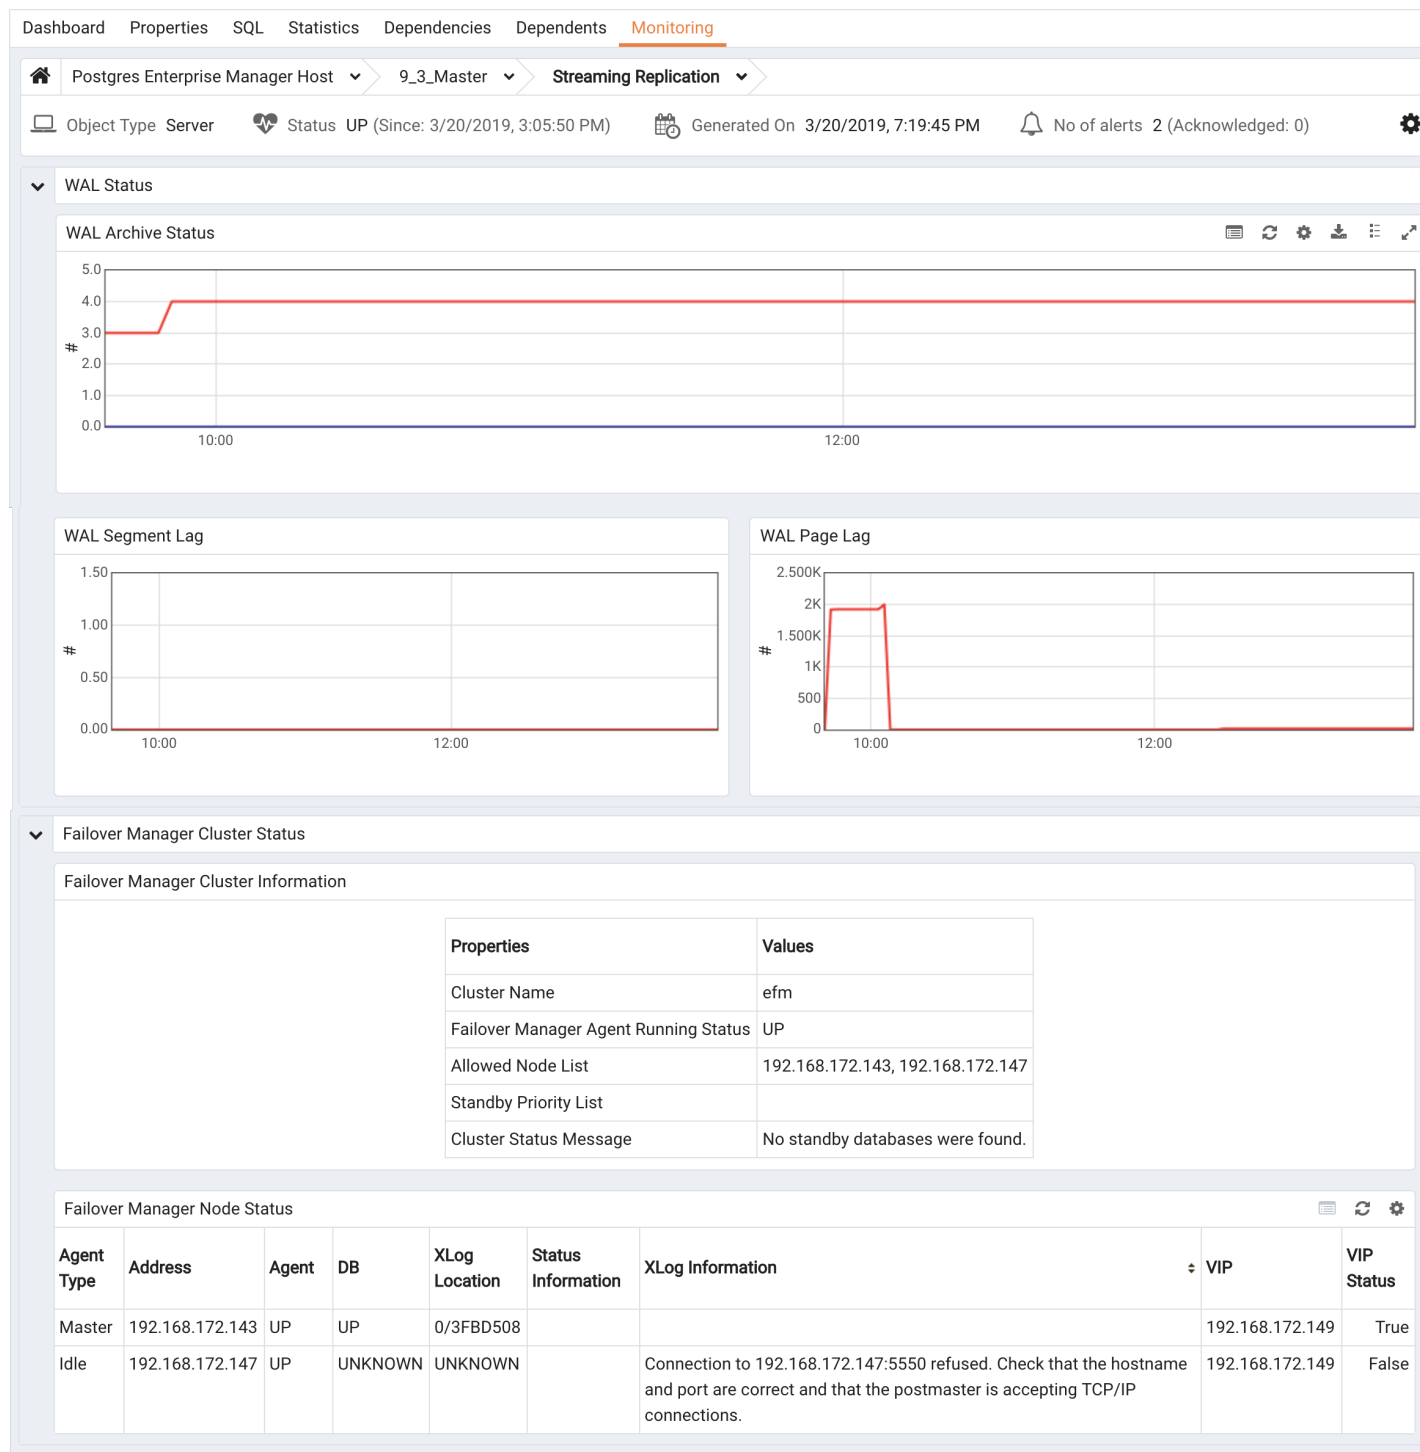 Dashboard Properties SQL Statistics Dependencies Dependents Monitoring
Postgres Enterprise Manager Host 9_3_Master Streaming Replication
Object Type Server Status UP (Since: 3/20/2019, 3:05:50 PM) Generated On 3/20/2019, 7:19:45 PM No of alerts 2 (Acknowledged: 0)
WAL Status
WAL Archive Status
5.0
4.0
3.0
#
2.0
1.0
0.0
10:00 12:00
WAL Segment Lag
1.50
1.00
#
0.50
0.00
10:00 12:00
WAL Page Lag
2.500K
2K
1.500K
#
1K
500
0
10:00 12:00
Failover Manager Cluster Status
Failover Manager Cluster Information
Properties Values
Cluster Name efm
Failover Manager Agent Running Status UP
Allowed Node List 192.168.172.143, 192.168.172.147
Standby Priority List
Cluster Status Message No standby databases were found.
Failover Manager Node Status
Agent Type Address Agent DB XLog Location Status Information XLog Information VIP VIP Status
Master 192.168.172.143 UP UP 0/3FBD508 192.168.172.149 True
Idle 192.168.172.147 UP UNKNOWN UNKNOWN Connection to 192.168.172.147:5550 refused. Check that the hostname 192.168.172.149 False
and port are correct and that the postmaster is accepting TCP/IP
connections.